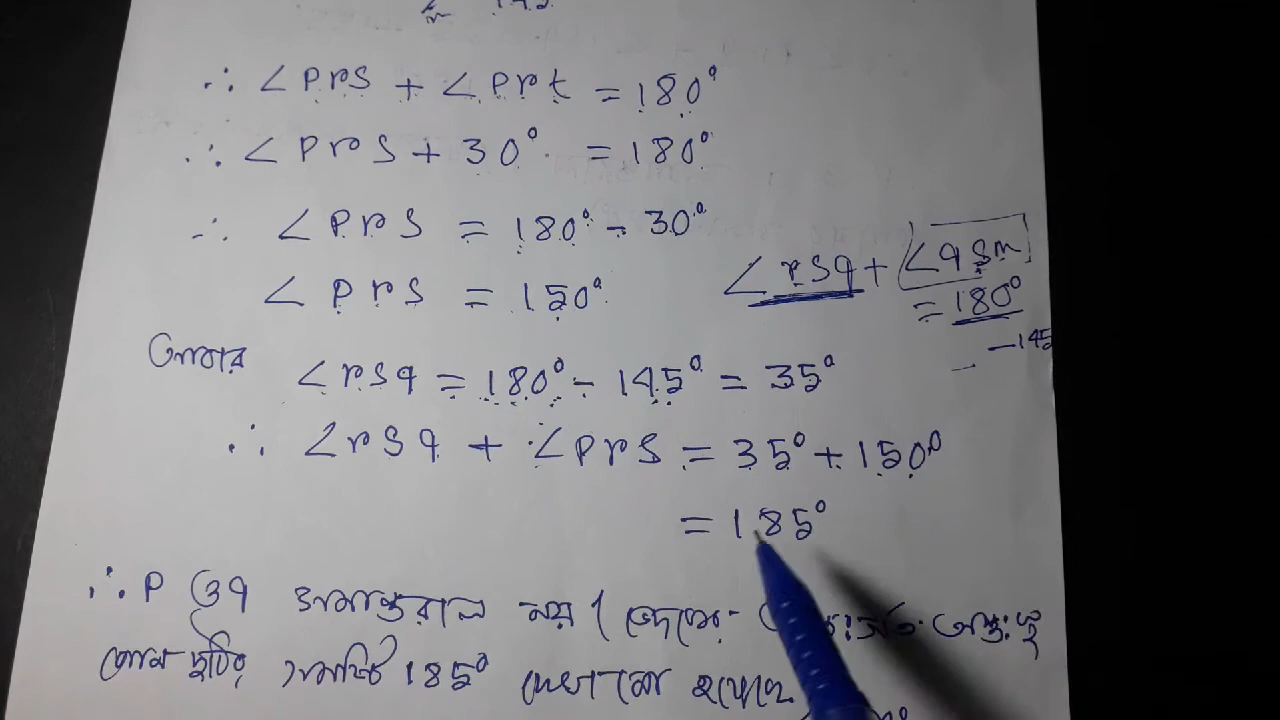 ∴ ∠prs + ∠prt = 180°
∴ ∠prs + 30° = 180°
∴ ∠prs = 180° - 30°
∠prs = 150°
∠rsq + ∠qsm
= 180°
- 145
আবার ∠rsq = 180° - 145° = 35°
∴ ∠rsq + ∠prs = 35° + 150°
= 185°
∴ P ও q সমান্তরাল নয় (
কোন দুটির সমষ্টি 185°